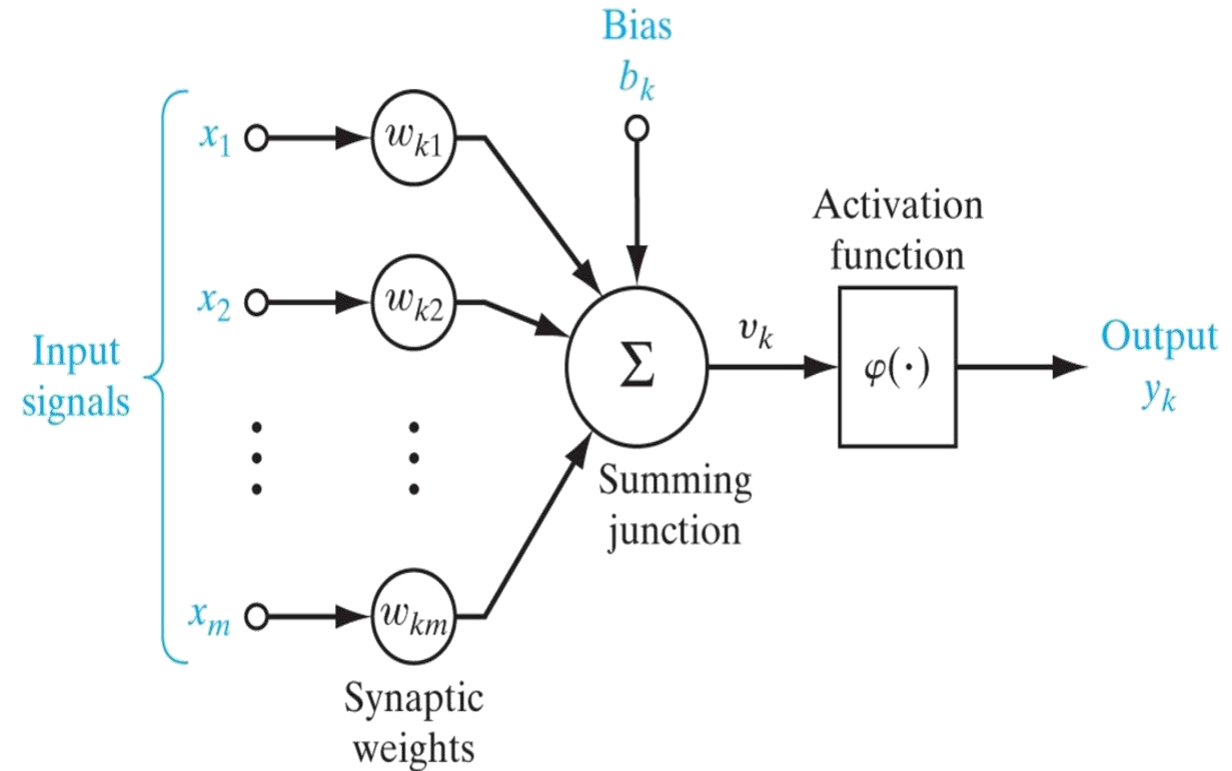 Bias
b_k
x_1
w_k1
Activation
function
x_2
w_k2
Input
signals
Σ
v_k
φ(·)
Output
y_k
Summing
junction
x_m
w_km
Synaptic
weights